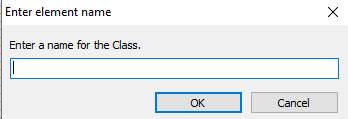 Enter element name
Enter a name for the Class.
OK
Cancel